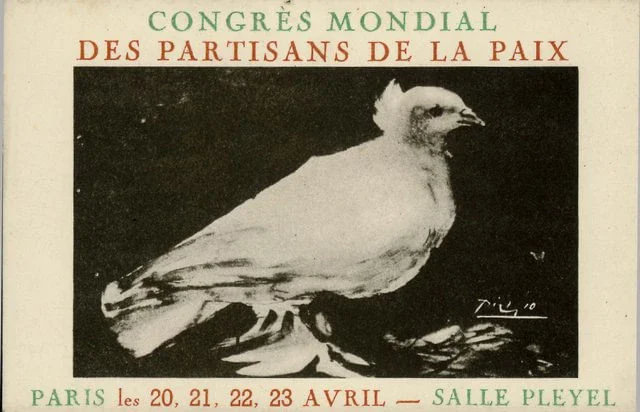 CONGRÈS MONDIAL
DES PARTISANS DE LA PAIX
PARIS les 20, 21, 22, 23 AVRIL — SALLE PLEYEL